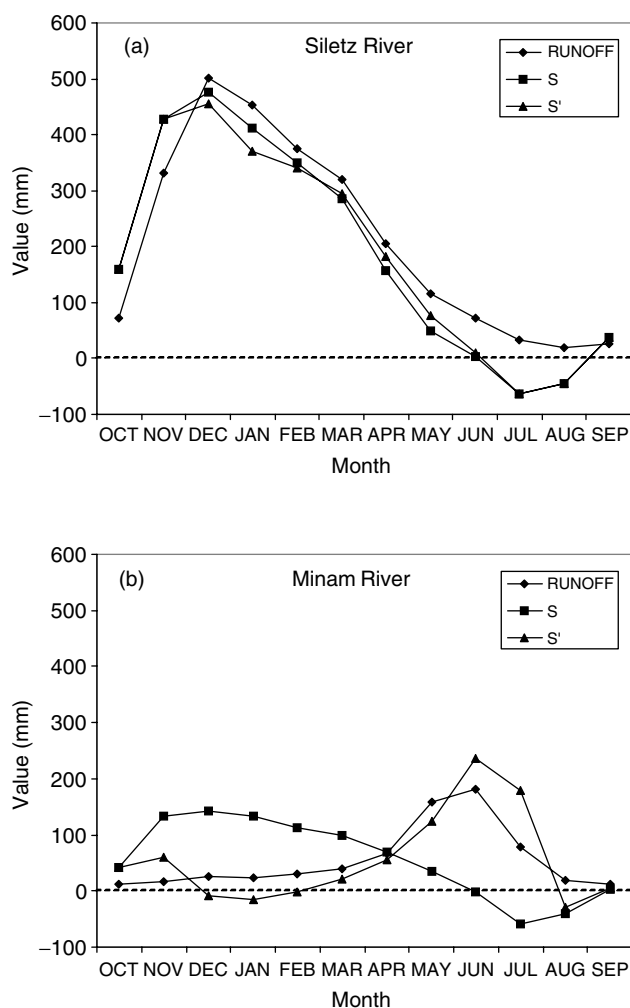 (a)
Siletz River
RUNOFF
S
S'
600
500
400
300
200
100
0
−100
Value (mm)
OCT NOV DEC JAN FEB MAR APR MAY JUN JUL AUG SEP
Month
(b)
Minam River
RUNOFF
S
S'
600
500
400
300
200
100
0
−100
Value (mm)
OCT NOV DEC JAN FEB MAR APR MAY JUN JUL AUG SEP
Month